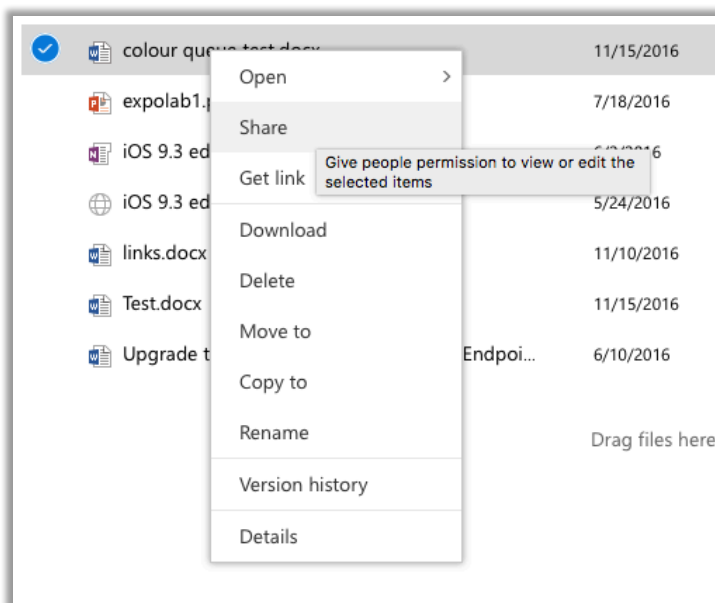 colour queue test.docx 11/15/2016
Open
expolab1. 7/18/2016
Share
iOS 9.3 ed 6
Give people permission to view or edit the
selected items
Get link
iOS 9.3 ed 5/24/2016
Download
links.docx 11/10/2016
Delete
Test.docx 11/15/2016
Move to
Upgrade t Endpoi... 6/10/2016
Copy to
Rename
Drag files here
Version history
Details